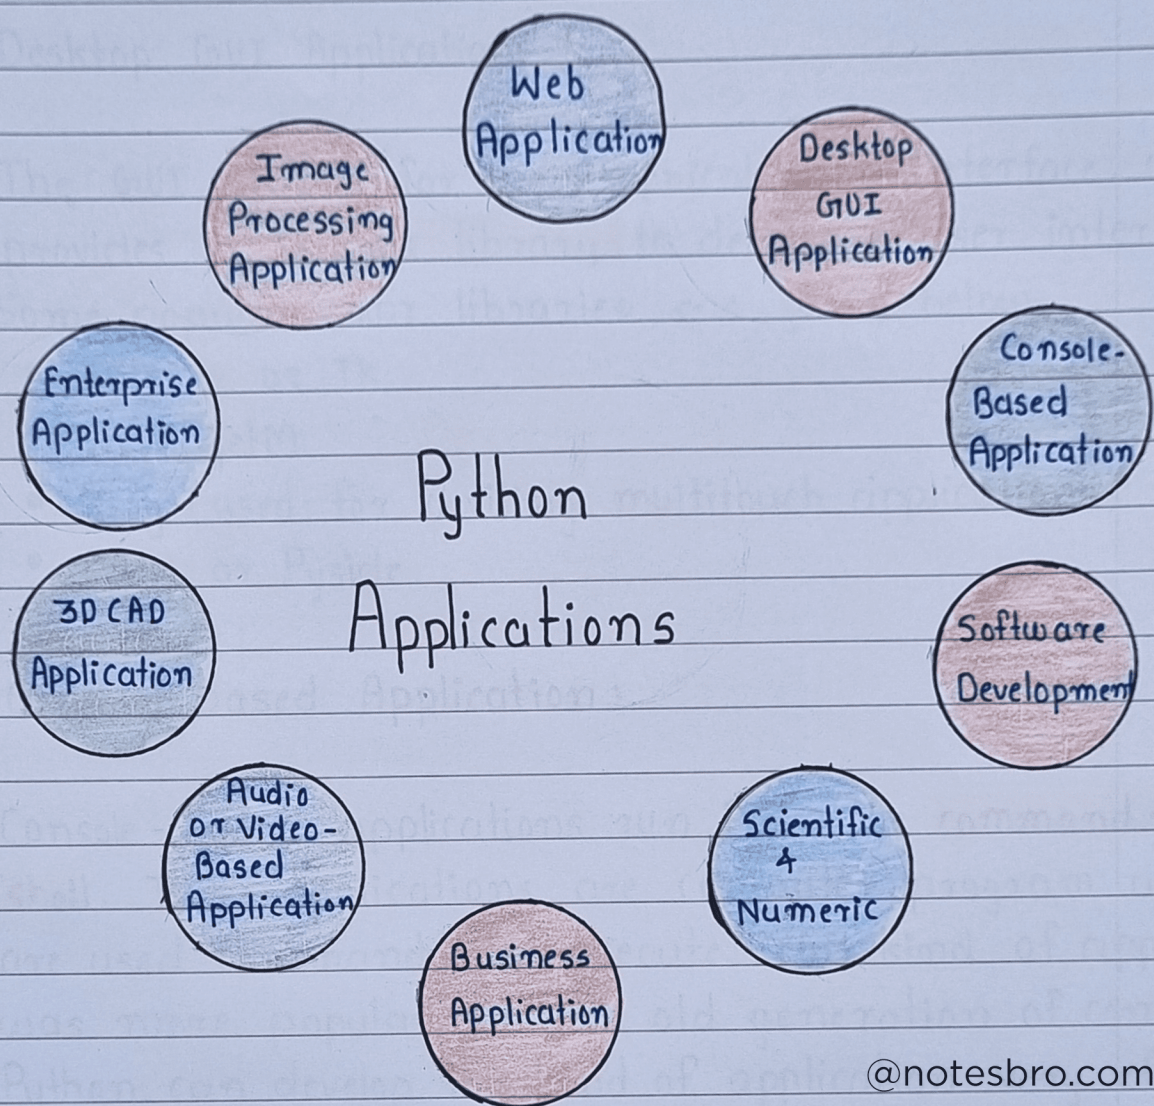 Web
Application
Desktop
GUI
Application
Console-
Based
Application
Software
Development
Scientific
&
Numeric
Business
Application
Audio
or Video-
Based
Application
3D CAD
Application
Enterprise
Application
Image
Processing
Application
Python
Applications
@notesbro.com